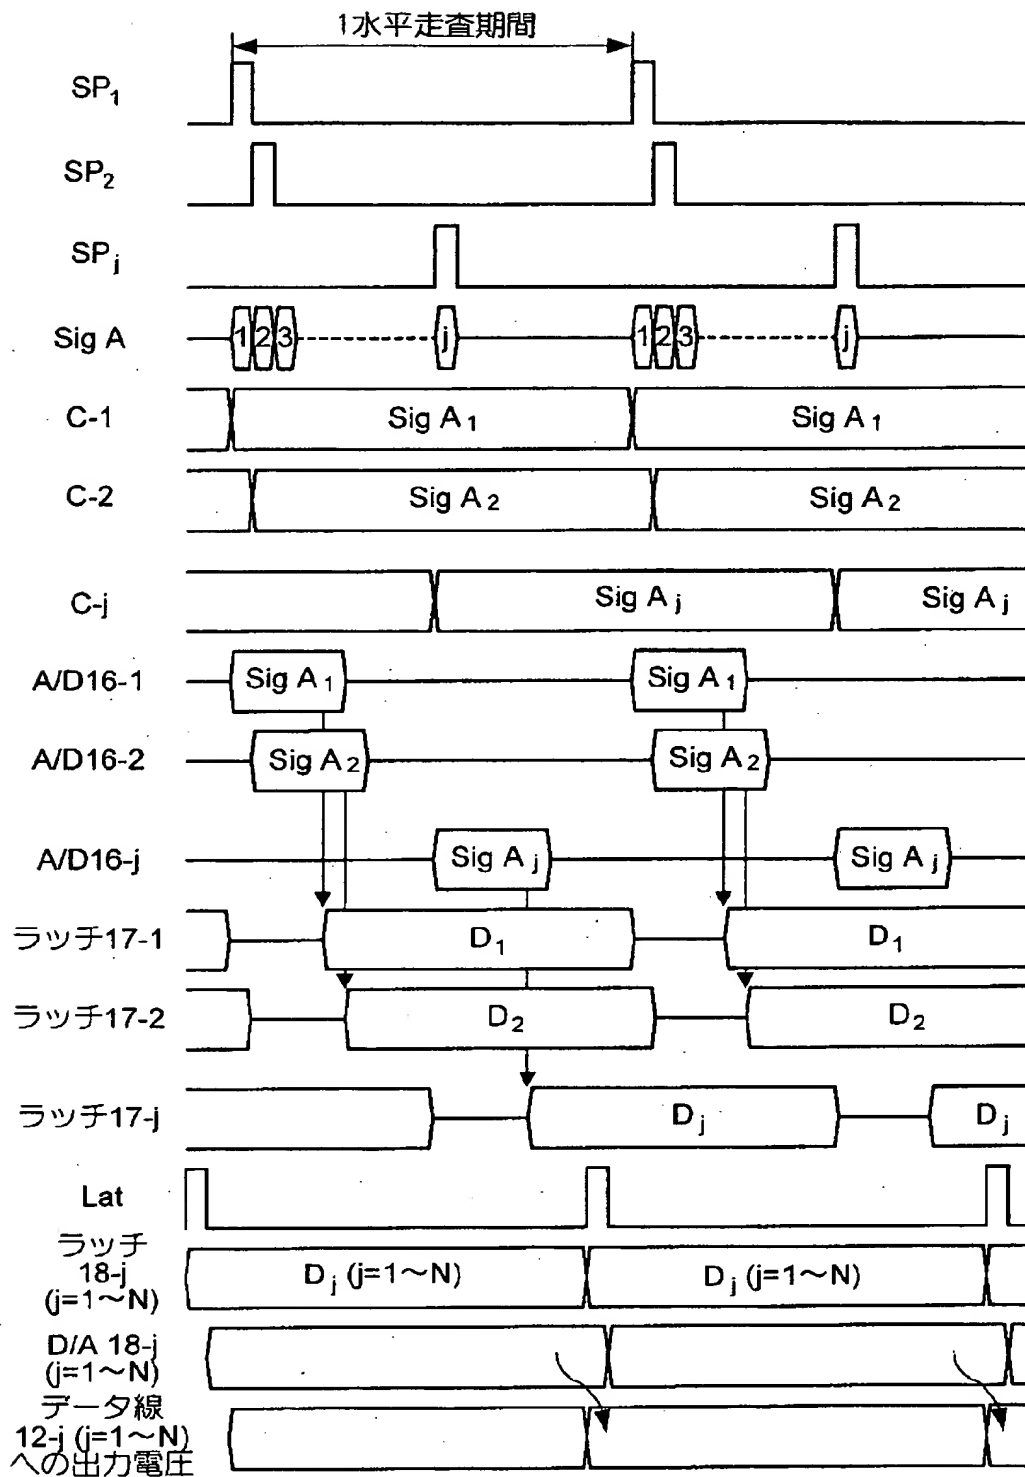 1水平走査期間
SP1
SP2
SPj
Sig A
1 2 3 j 1 2 3 j
C-1 Sig A1 Sig A1
C-2 Sig A2 Sig A2
C-j Sig Aj Sig Aj
A/D16-1 Sig A1 Sig A1
A/D16-2 Sig A2 Sig A2
A/D16-j Sig Aj Sig Aj
ラッチ17-1 D1 D1
ラッチ17-2 D2 D2
ラッチ17-j Dj Dj
Lat
ラッチ
18-j
(j=1〜N)
Dj (j=1〜N) Dj (j=1〜N)
D/A 18-j
(j=1〜N)
データ線
12-j (j=1〜N)
への出力電圧